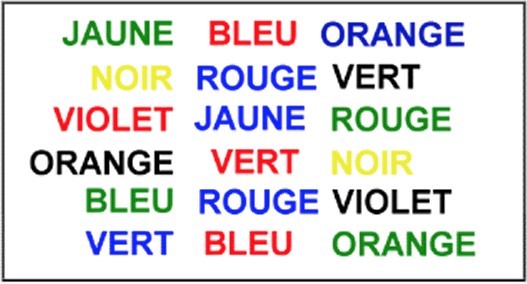 JAUNE BLEU ORANGE
NOIR ROUGE VERT
VIOLET JAUNE ROUGE
ORANGE VERT NOIR
BLEU ROUGE VIOLET
VERT BLEU ORANGE